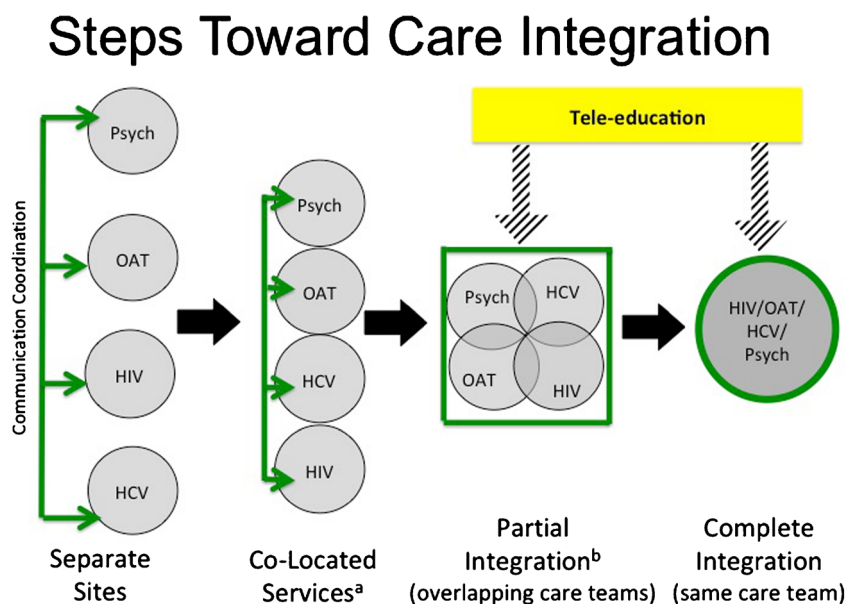 Steps Toward Care Integration
Communication Coordination
Psych
OAT
HIV
HCV
Separate
Sites
Psych
OAT
HCV
HIV
Co-Located
Servicesᵃ
Tele-education
Psych
HCV
OAT
HIV
Partial
Integrationᵇ
(overlapping care teams)
HIV/OAT/
HCV/
Psych
Complete
Integration
(same care team)